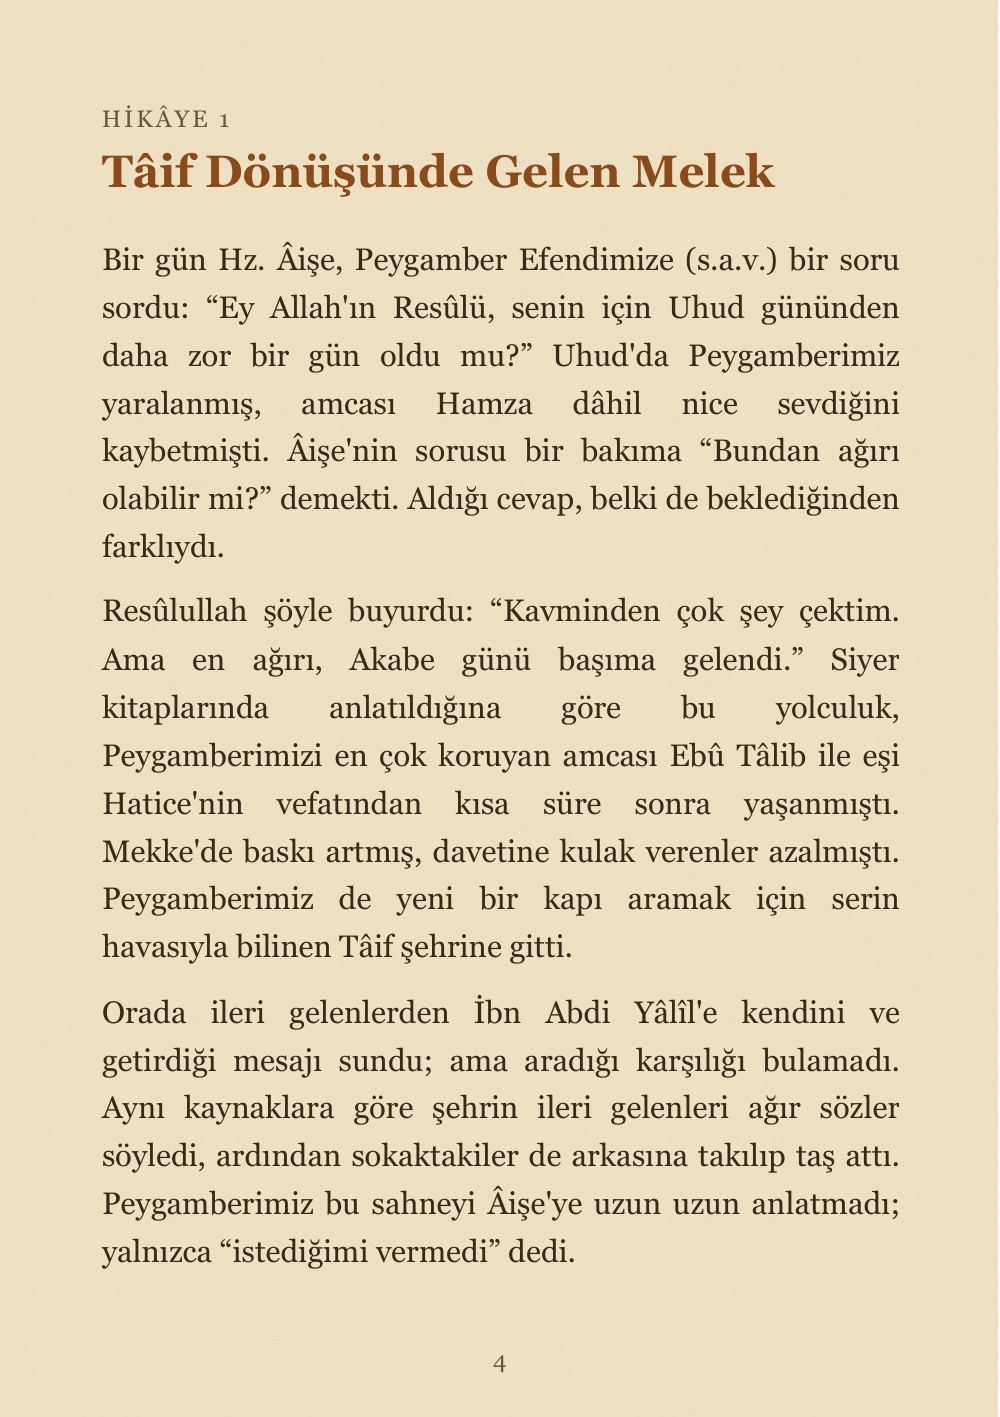 HİKÂYE 1
Tâif Dönüşünde Gelen Melek
Bir gün Hz. Âişe, Peygamber Efendimize (s.a.v.) bir soru
sordu: “Ey Allah'ın Resûlü, senin için Uhud gününden
daha zor bir gün oldu mu?” Uhud'da Peygamberimiz
yaralanmış, amcası Hamza dâhil nice sevdiğini
kaybetmişti. Âişe'nin sorusu bir bakıma “Bundan ağırı
olabilir mi?” demekti. Aldığı cevap, belki de beklediğinden
farklıydı.
Resûlullah şöyle buyurdu: “Kavminden çok şey çektim.
Ama en ağırı, Akabe günü başıma gelendi.” Siyer
kitaplarında anlatıldığına göre bu yolculuk,
Peygamberimizi en çok koruyan amcası Ebû Tâlib ile eşi
Hatice'nin vefatından kısa süre sonra yaşanmıştı.
Mekke'de baskı artmış, davetine kulak verenler azalmıştı.
Peygamberimiz de yeni bir kapı aramak için serin
havasıyla bilinen Tâif şehrine gitti.
Orada ileri gelenlerden İbn Abdi Yâlîl'e kendini ve
getirdiği mesajı sundu; ama aradığı karşılığı bulamadı.
Aynı kaynaklara göre şehrin ileri gelenleri ağır sözler
söyledi, ardından sokaktakiler de arkasına takılıp taş attı.
Peygamberimiz bu sahneyi Âişe'ye uzun uzun anlatmadı;
yalnızca “istediğimi vermedi” dedi.
4